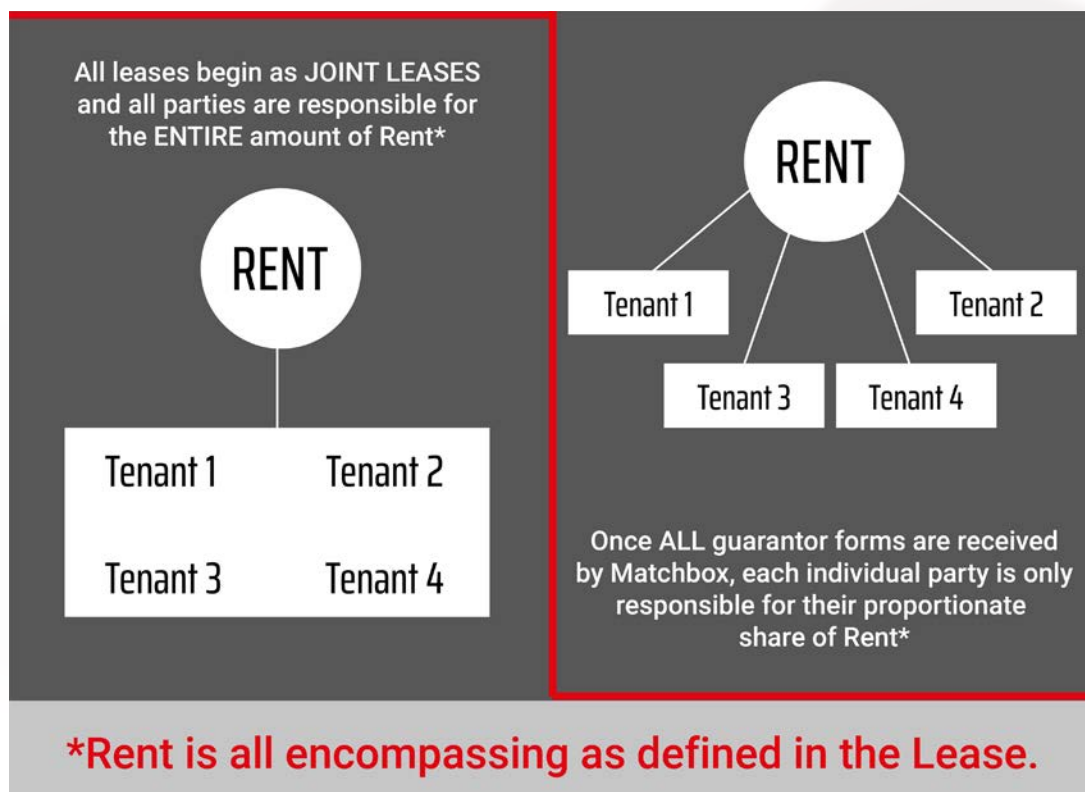 All leases begin as JOINT LEASES
and all parties are responsible for
the ENTIRE amount of Rent*
RENT
Tenant 1
Tenant 2
Tenant 3
Tenant 4
RENT
Tenant 1
Tenant 2
Tenant 3
Tenant 4
Once ALL guarantor forms are received
by Matchbox, each individual party is only
responsible for their proportionate
share of Rent*
*Rent is all encompassing as defined in the Lease.